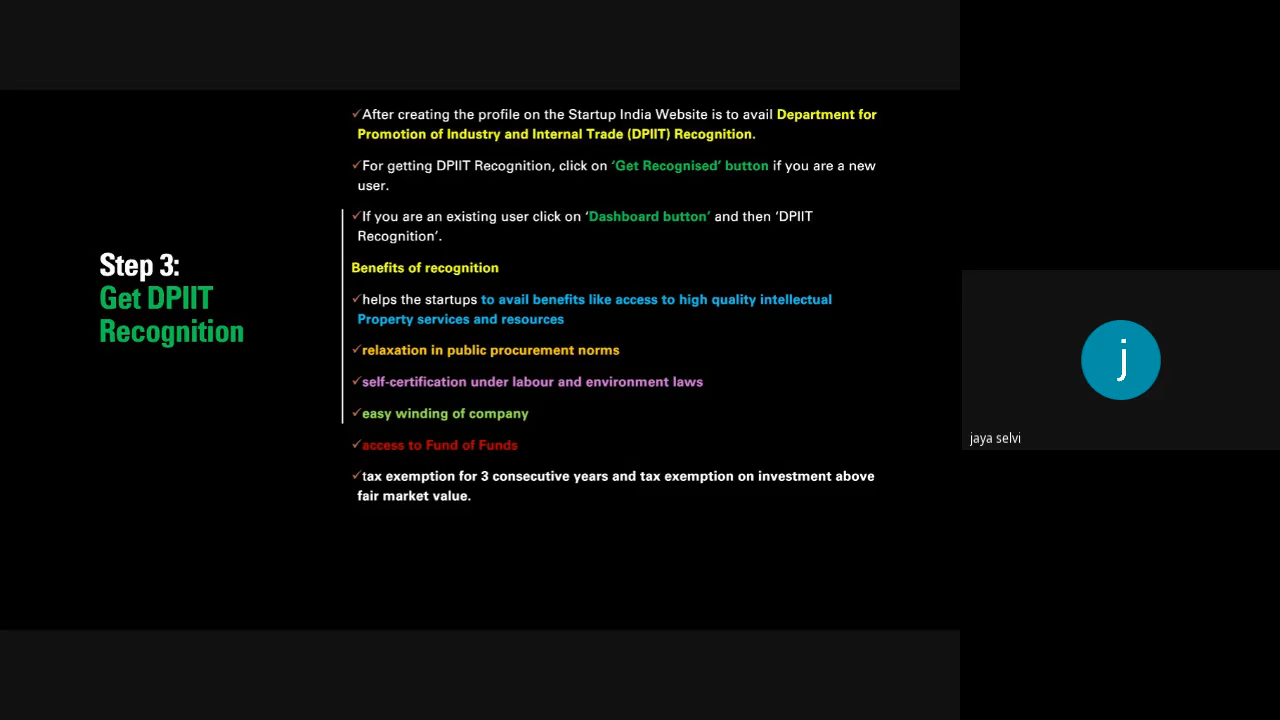 Step 3:
Get DPIIT
Recognition
✓After creating the profile on the Startup India Website is to avail Department for
Promotion of Industry and Internal Trade (DPIIT) Recognition.
✓For getting DPIIT Recognition, click on ‘Get Recognised’ button if you are a new
user.
✓If you are an existing user click on ‘Dashboard button’ and then ‘DPIIT
Recognition’.
Benefits of recognition
✓helps the startups to avail benefits like access to high quality intellectual
Property services and resources
✓relaxation in public procurement norms
✓self-certification under labour and environment laws
✓easy winding of company
✓access to Fund of Funds
✓tax exemption for 3 consecutive years and tax exemption on investment above
fair market value.
j
jaya selvi